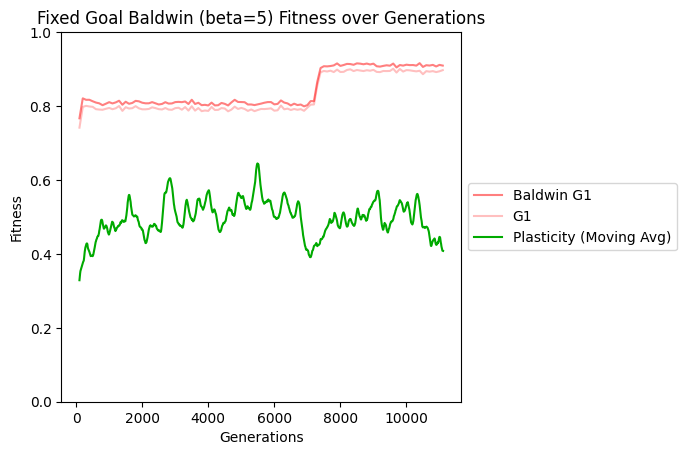 Fixed Goal Baldwin (beta=5) Fitness over Generations
1.0
0.8
0.6
0.4
0.2
0.0
Fitness
0 2000 4000 6000 8000 10000
Generations
Baldwin G1
G1
Plasticity (Moving Avg)